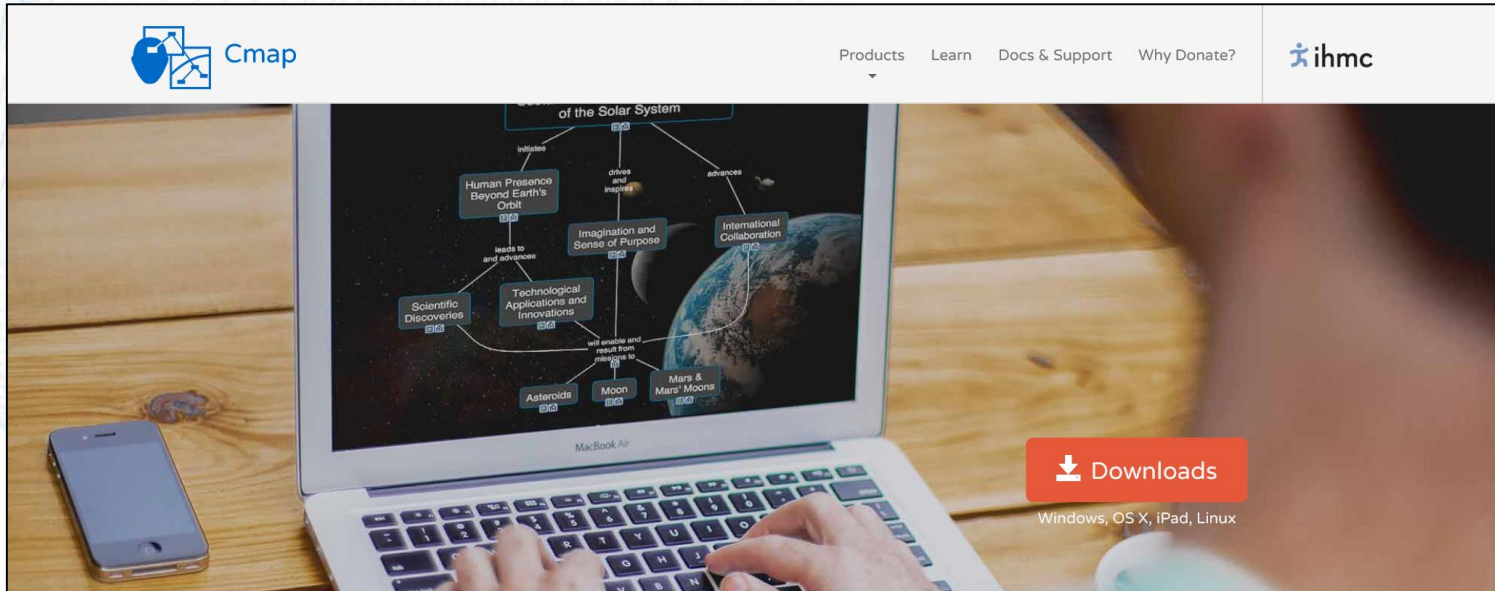 Cmap
Products Learn Docs & Support Why Donate?
ihmc
of the Solar System
initiates
drives
and
inspires
advances
Human Presence
Beyond Earth's
Orbit
Imagination and
Sense of Purpose
International
Collaboration
leads to
and advances
Scientific
Discoveries
Technological
Applications and
Innovations
will enable and
result from
missions to
Asteroids
Moon
Mars &
Mars' Moons
MacBook Air
Downloads
Windows, OS X, iPad, Linux